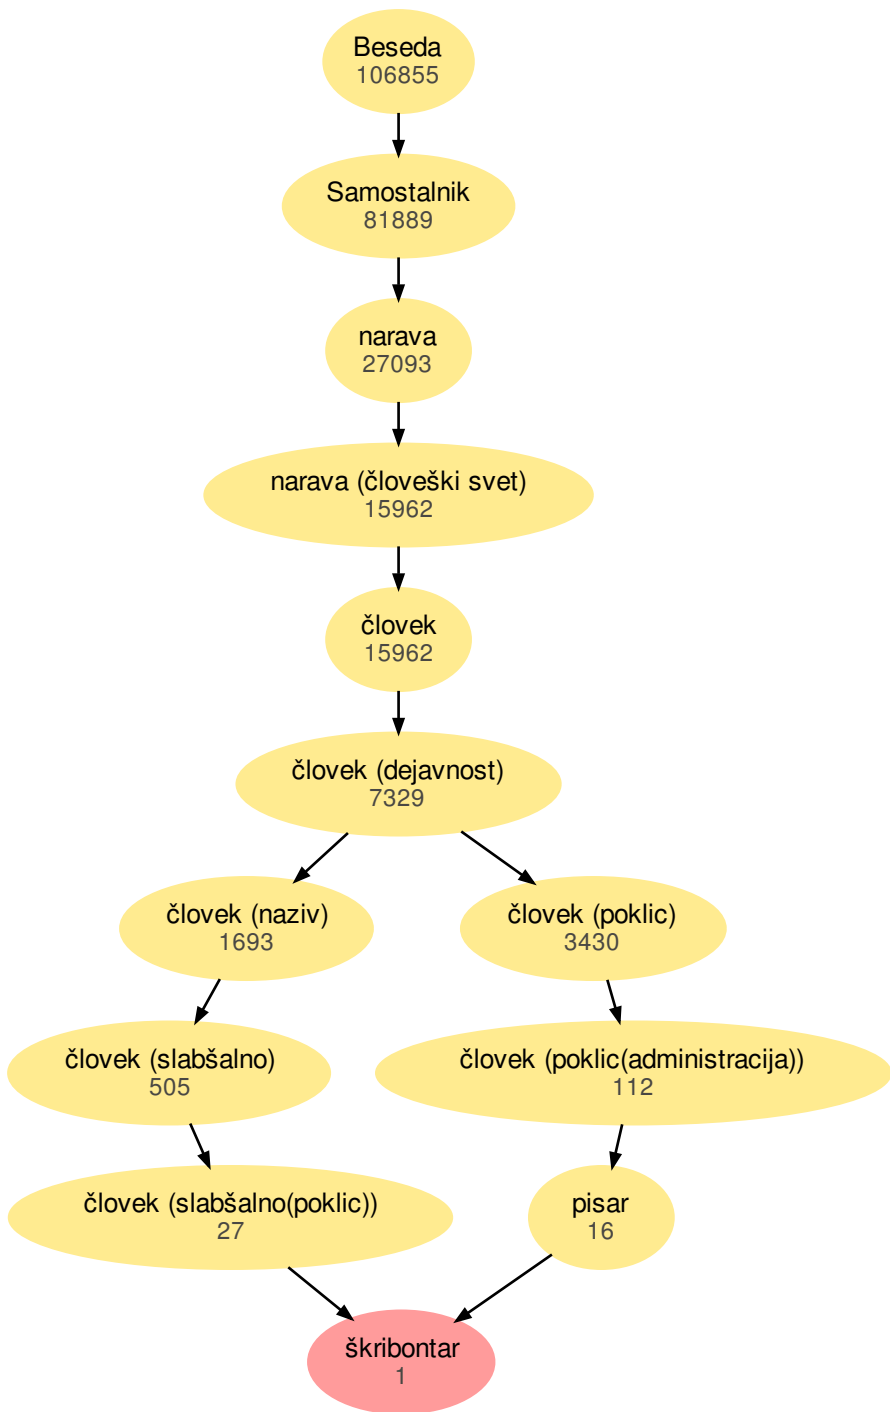 Beseda
106855
Samostalnik
81889
narava
27093
narava (človeški svet)
15962
človek
15962
človek (dejavnost)
7329
človek (naziv)
1693
človek (poklic)
3430
človek (slabšalno)
505
človek (poklic(administracija))
112
človek (slabšalno(poklic))
27
pisar
16
škribontar
1